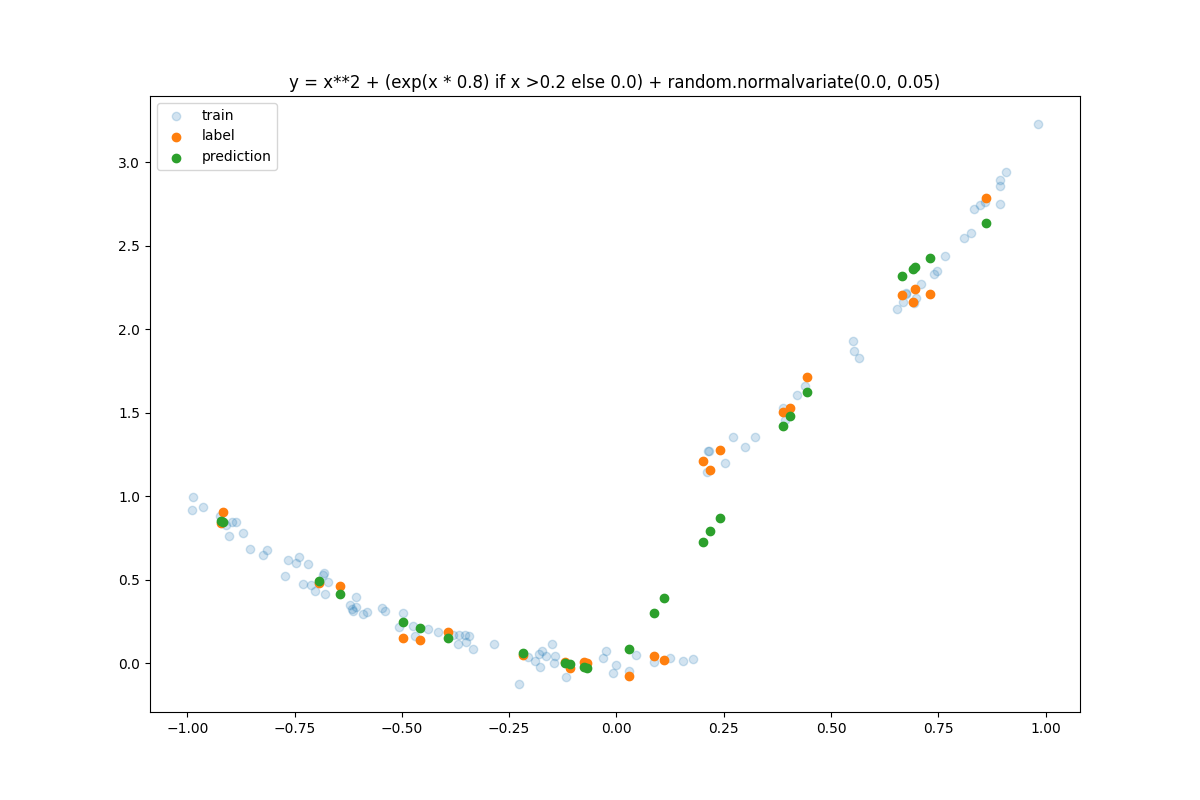 y = x**2 + (exp(x * 0.8) if x >0.2 else 0.0) + random.normalvariate(0.0, 0.05)
train
label
prediction
3.0
2.5
2.0
1.5
1.0
0.5
0.0
−1.00 −0.75 −0.50 −0.25 0.00 0.25 0.50 0.75 1.00